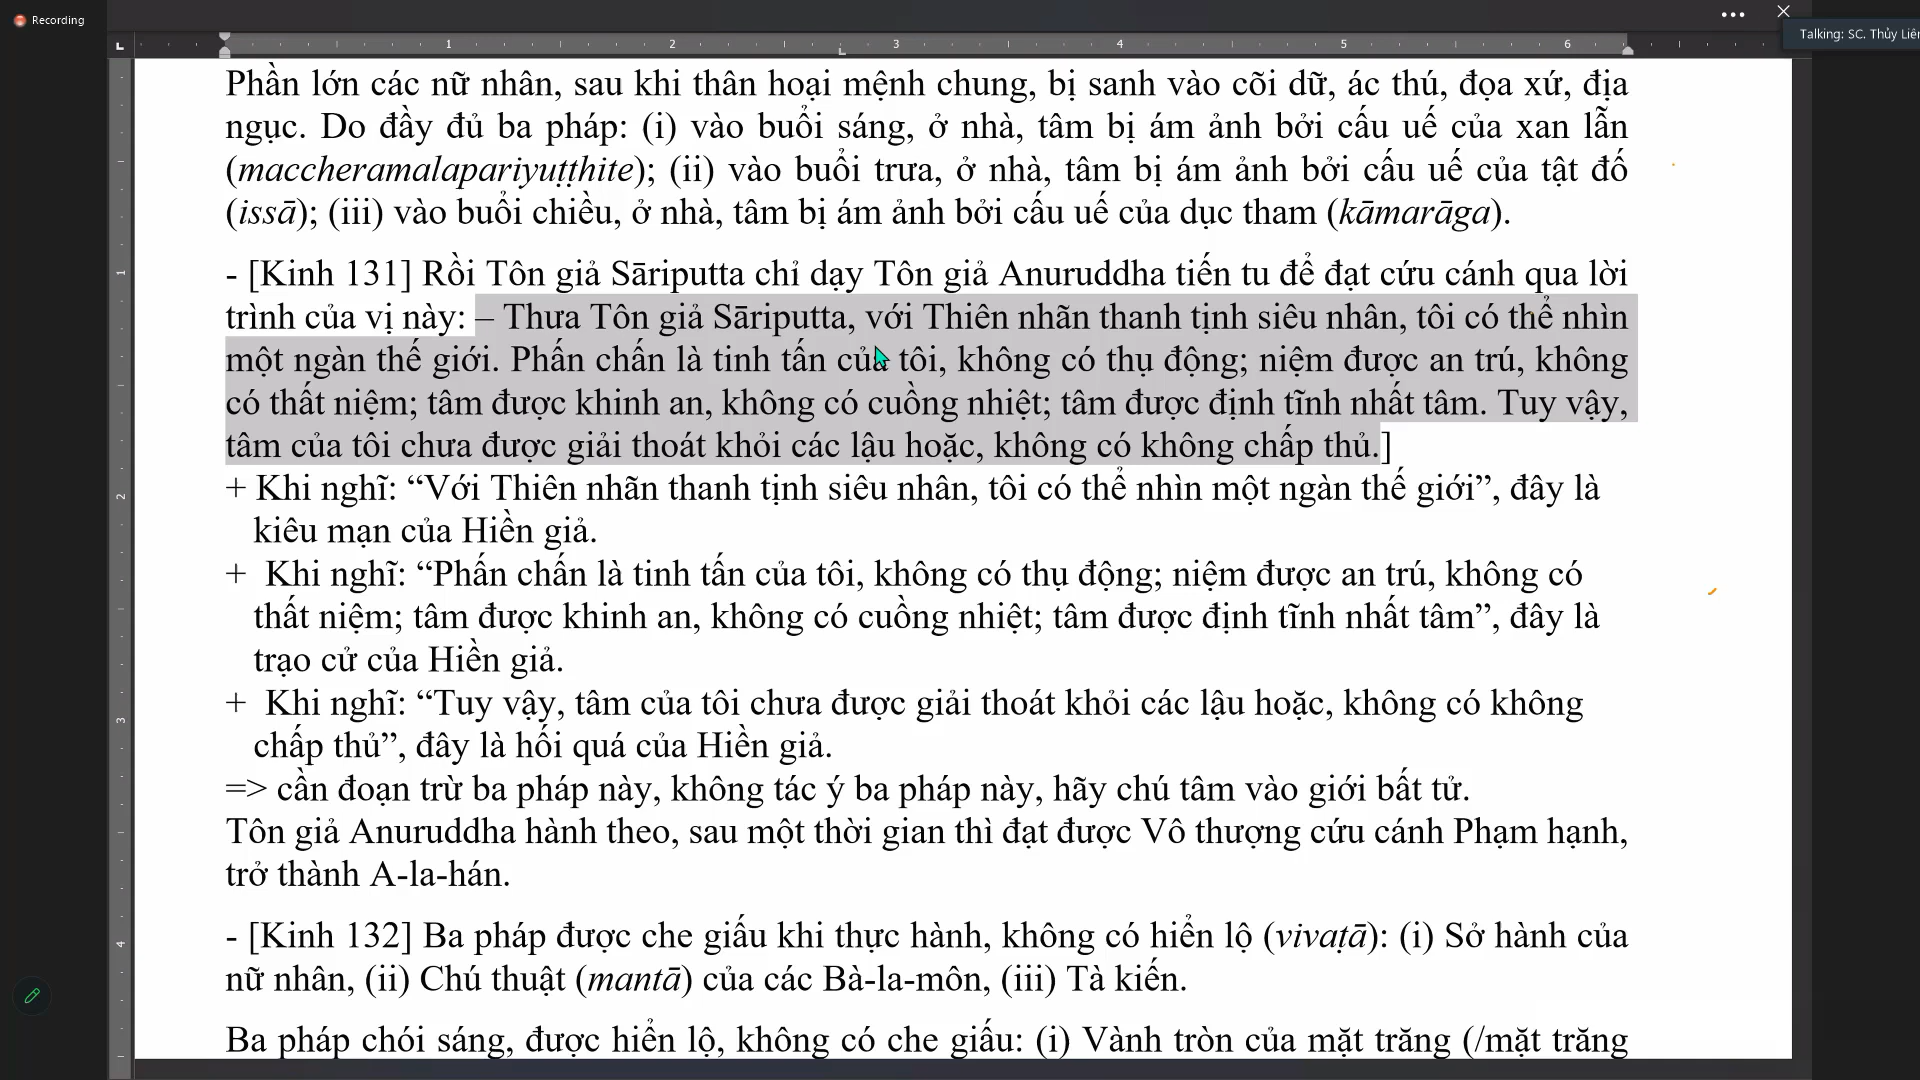 Recording
Talking: SC. Thủy Liên
1 2 3 4 5 6
Phần lớn các nữ nhân, sau khi thân hoại mệnh chung, bị sanh vào cõi dữ, ác thú, đọa xứ, địa
ngục. Do đầy đủ ba pháp: (i) vào buổi sáng, ở nhà, tâm bị ám ảnh bởi cấu uế của xan lẫn
(maccheramalapariyuṭṭhite); (ii) vào buổi trưa, ở nhà, tâm bị ám ảnh bởi cấu uế của tật đố
(issā); (iii) vào buổi chiều, ở nhà, tâm bị ám ảnh bởi cấu uế của dục tham (kāmarāga).
- [Kinh 131] Rồi Tôn giả Sāriputta chỉ dạy Tôn giả Anuruddha tiến tu để đạt cứu cánh qua lời
trình của vị này: – Thưa Tôn giả Sāriputta, với Thiên nhãn thanh tịnh siêu nhân, tôi có thể nhìn
một ngàn thế giới. Phấn chấn là tinh tấn của tôi, không có thụ động; niệm được an trú, không
có thất niệm; tâm được khinh an, không có cuồng nhiệt; tâm được định tĩnh nhất tâm. Tuy vậy,
tâm của tôi chưa được giải thoát khỏi các lậu hoặc, không có không chấp thủ.]
+ Khi nghĩ: “Với Thiên nhãn thanh tịnh siêu nhân, tôi có thể nhìn một ngàn thế giới”, đây là
kiêu mạn của Hiền giả.
+ Khi nghĩ: “Phấn chấn là tinh tấn của tôi, không có thụ động; niệm được an trú, không có
thất niệm; tâm được khinh an, không có cuồng nhiệt; tâm được định tĩnh nhất tâm”, đây là
trạo cử của Hiền giả.
+ Khi nghĩ: “Tuy vậy, tâm của tôi chưa được giải thoát khỏi các lậu hoặc, không có không
chấp thủ”, đây là hối quá của Hiền giả.
=> cần đoạn trừ ba pháp này, không tác ý ba pháp này, hãy chú tâm vào giới bất tử.
Tôn giả Anuruddha hành theo, sau một thời gian thì đạt được Vô thượng cứu cánh Phạm hạnh,
trở thành A-la-hán.
- [Kinh 132] Ba pháp được che giấu khi thực hành, không có hiển lộ (vivaṭā): (i) Sở hành của
nữ nhân, (ii) Chú thuật (mantā) của các Bà-la-môn, (iii) Tà kiến.
Ba pháp chói sáng, được hiển lộ, không có che giấu: (i) Vành tròn của mặt trăng (/mặt trăng